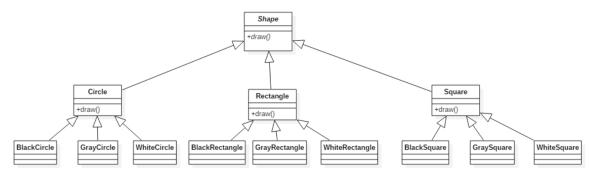 Shape
+draw()
Circle
+draw()
Rectangle
+draw()
Square
+draw()
BlackCircle
GrayCircle
WhiteCircle
BlackRectangle
GrayRectangle
WhiteRectangle
BlackSquare
GraySquare
WhiteSquare